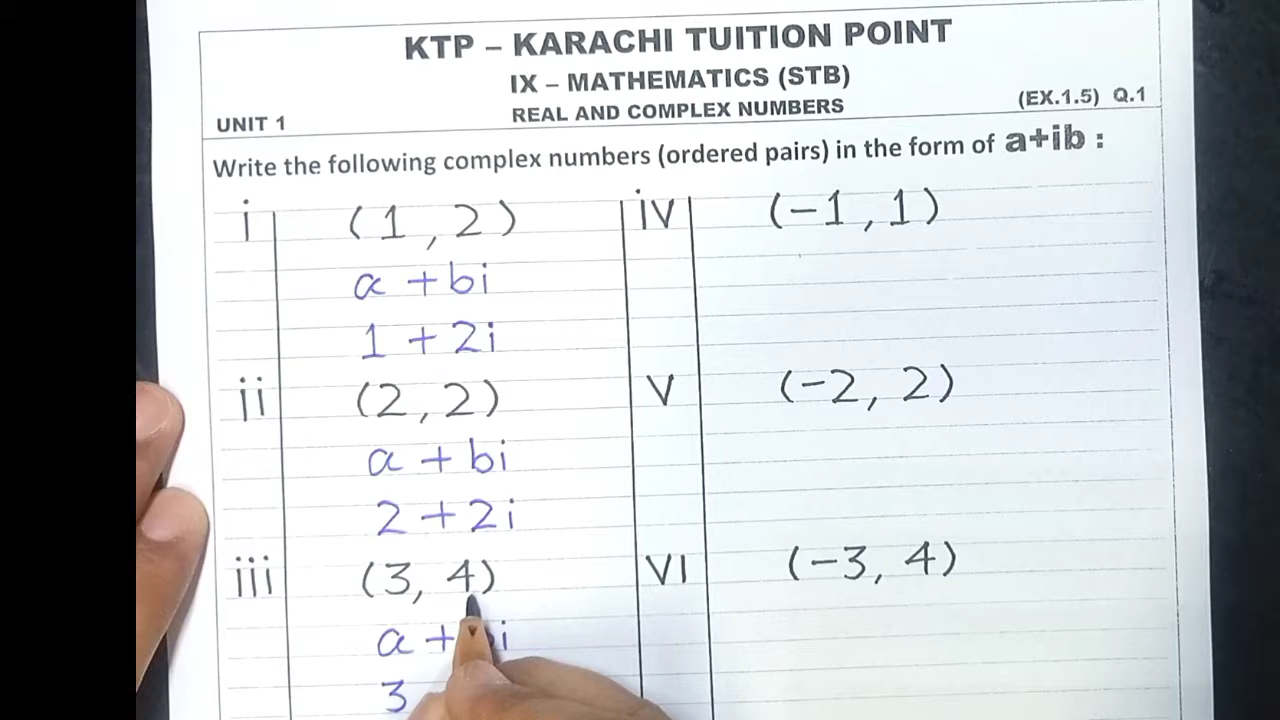 KTP – KARACHI TUITION POINT
IX – MATHEMATICS (STB)
UNIT 1 REAL AND COMPLEX NUMBERS (EX.1.5) Q.1
Write the following complex numbers (ordered pairs) in the form of a+ib :
i (1, 2)
a + bi
1 + 2i
ii (2, 2)
a + bi
2 + 2i
iii (3, 4)
a + i
3
iv (-1, 1)
v (-2, 2)
VI (-3, 4)